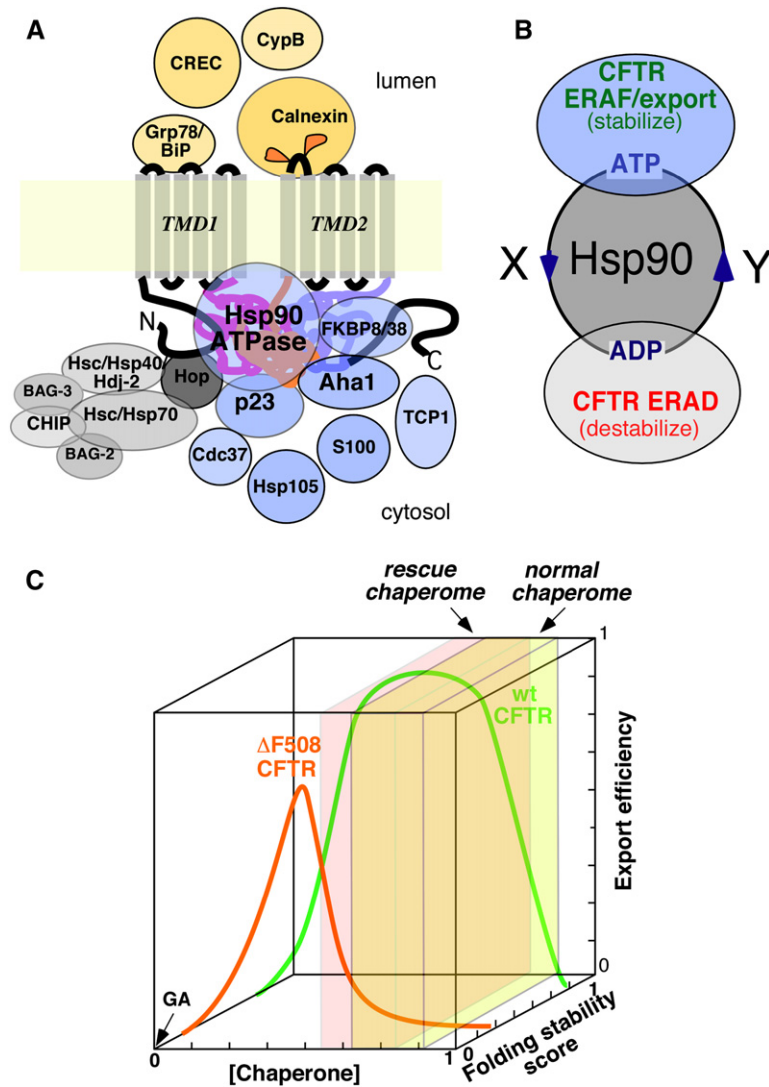 A
CypB
CREC
lumen
Calnexin
Grp78/
BiP
TMD1
TMD2
N
Hsp90
ATPase
FKBP8/38
C
Hsc/Hsp40/
Hdj-2
Hop
Aha1
BAG-3
p23
Hsc/Hsp70
TCP1
CHIP
S100
BAG-2
Cdc37
Hsp105
cytosol
B
CFTR
ERAF/export
(stabilize)
ATP
X
Hsp90
Y
ADP
CFTR ERAD
(destabilize)
C
rescue
chaperome
normal
chaperome
1
wt
CFTR
ΔF508
CFTR
Export efficiency
0
GA
1
0
1
0
[Chaperone]
Folding stability
score